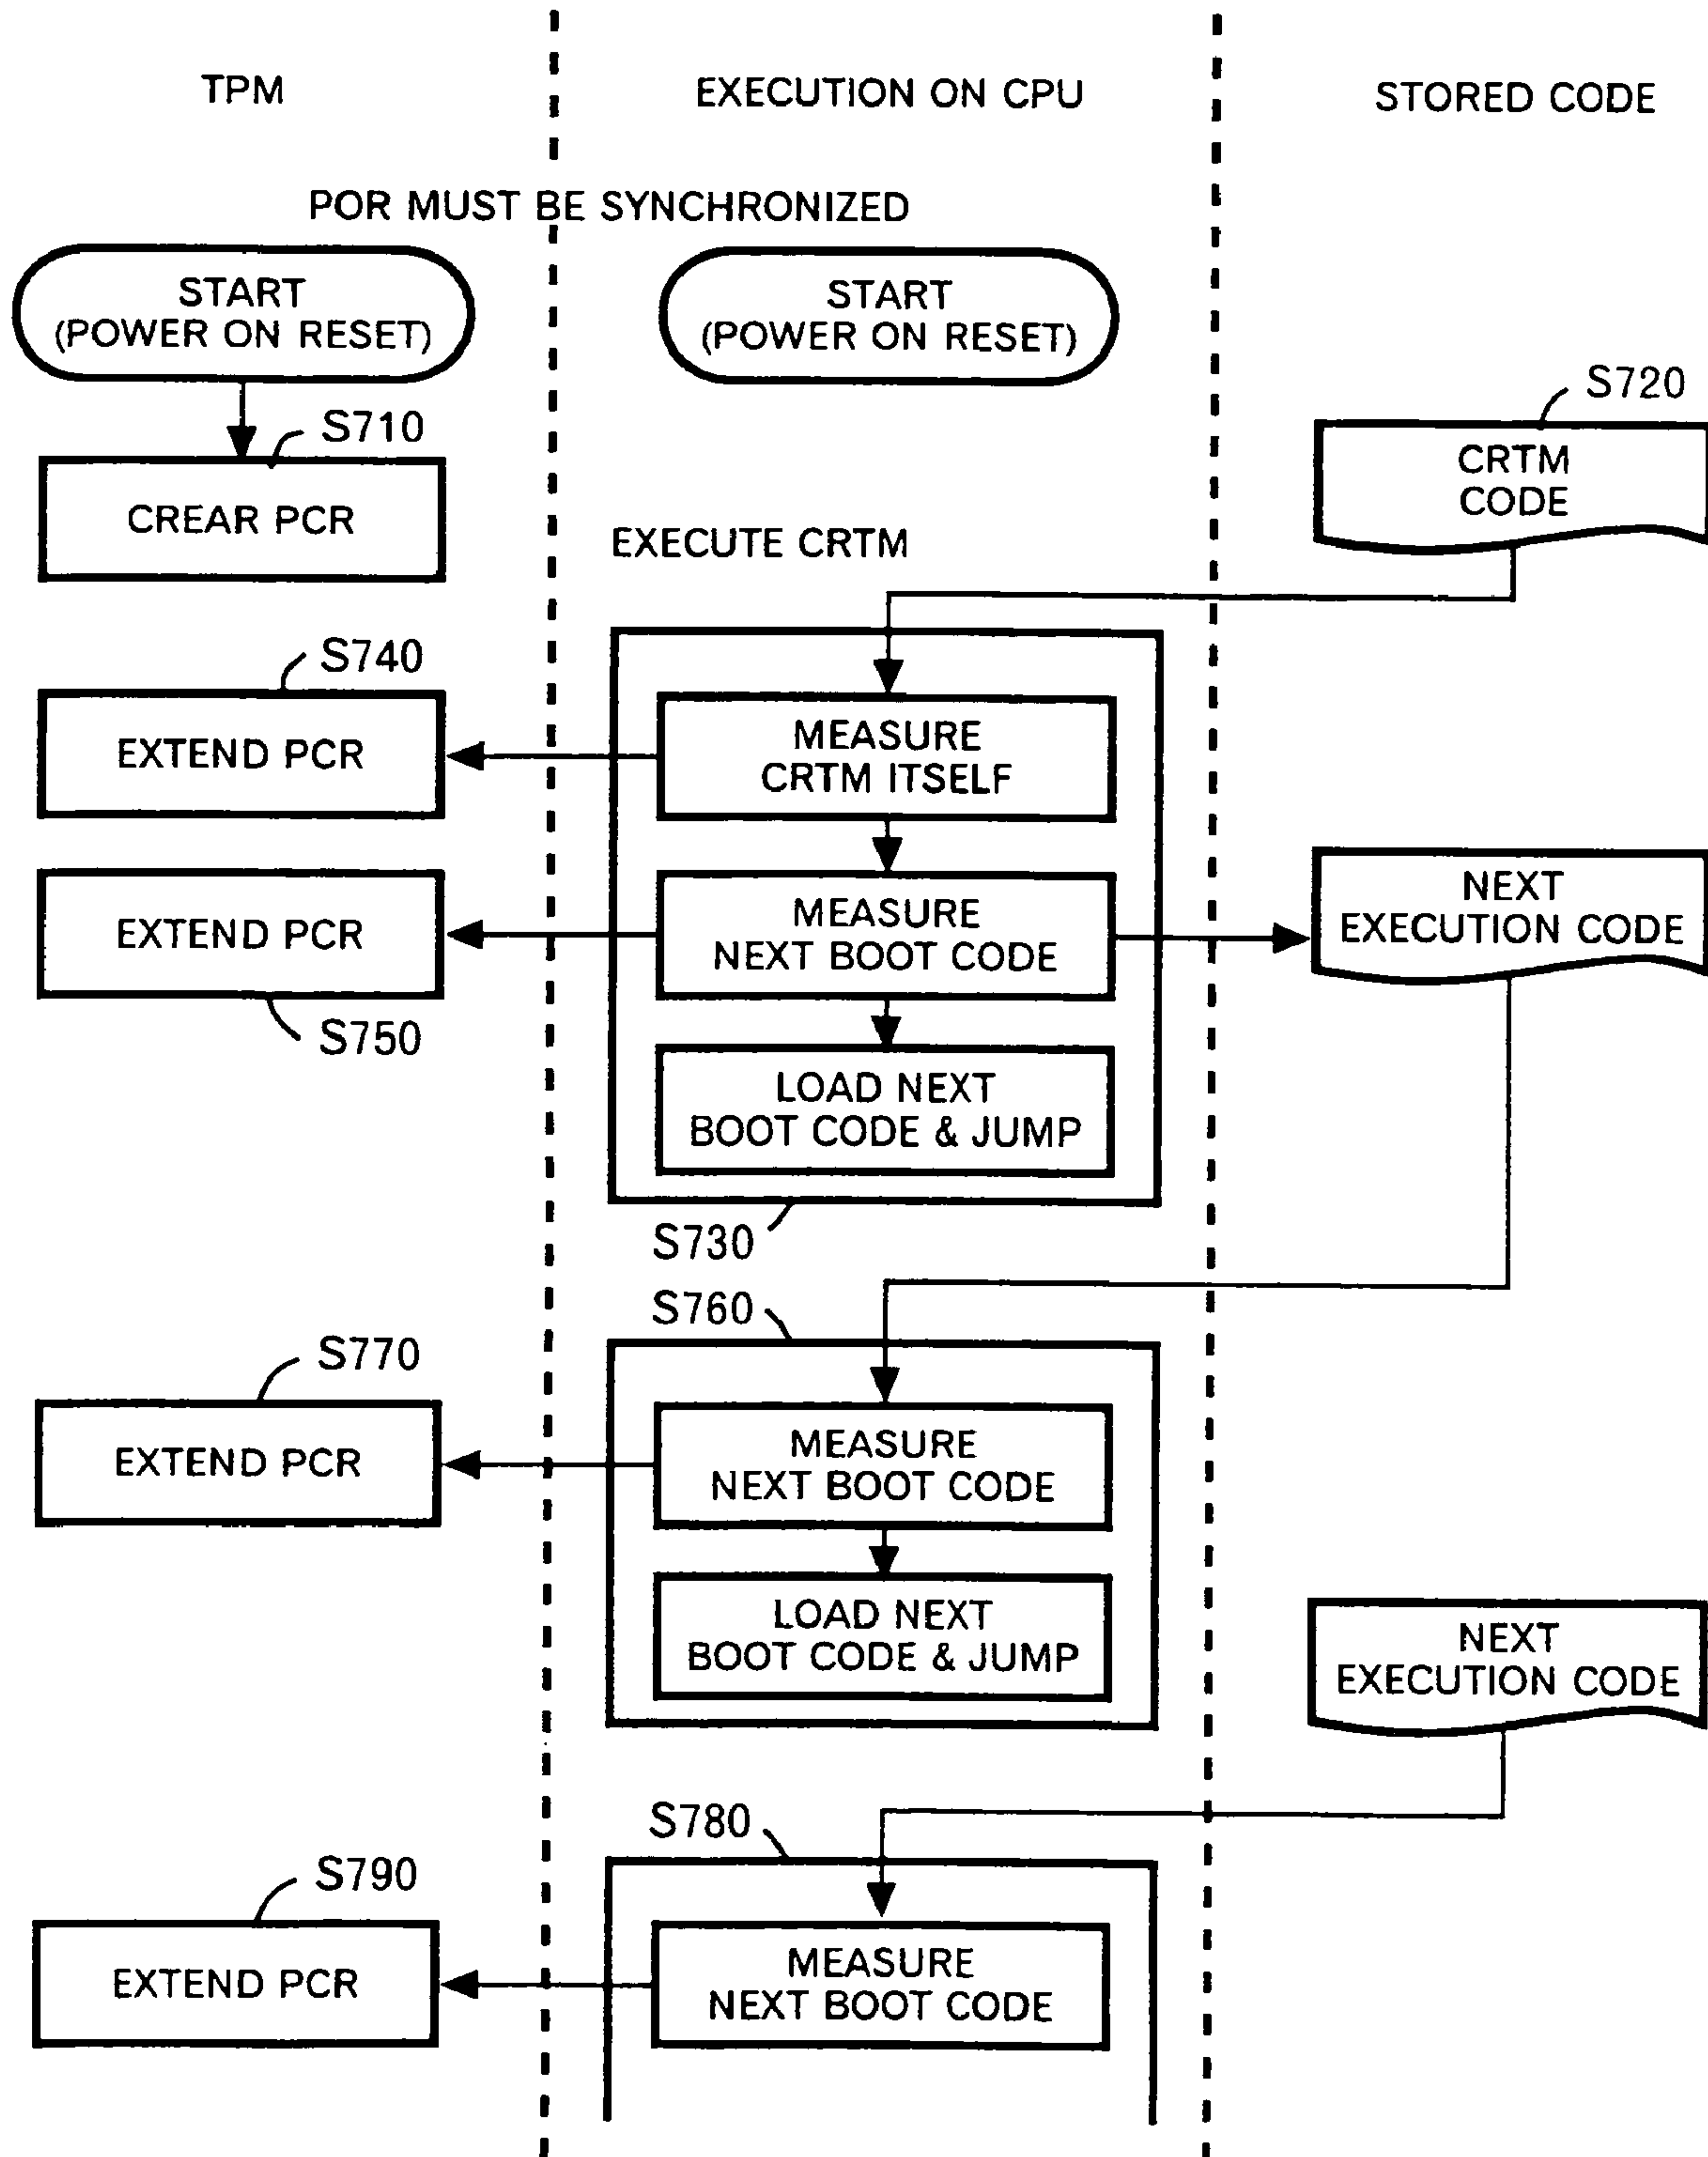 TPM
EXECUTION ON CPU
STORED CODE
POR MUST BE SYNCHRONIZED
START
(POWER ON RESET)
START
(POWER ON RESET)
S710
CREAR PCR
S720
CRTM
CODE
EXECUTE CRTM
S740
EXTEND PCR
MEASURE
CRTM ITSELF
EXTEND PCR
S750
MEASURE
NEXT BOOT CODE
NEXT
EXECUTION CODE
LOAD NEXT
BOOT CODE & JUMP
S730
S760
S770
EXTEND PCR
MEASURE
NEXT BOOT CODE
LOAD NEXT
BOOT CODE & JUMP
NEXT
EXECUTION CODE
S780
S790
EXTEND PCR
MEASURE
NEXT BOOT CODE